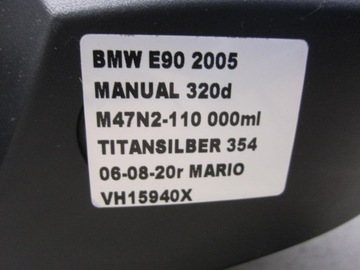 BMW E90 2005
MANUAL 320d
M47N2-110 000ml
TITANSILBER 354
06-08-20r MARIO
VH15940X